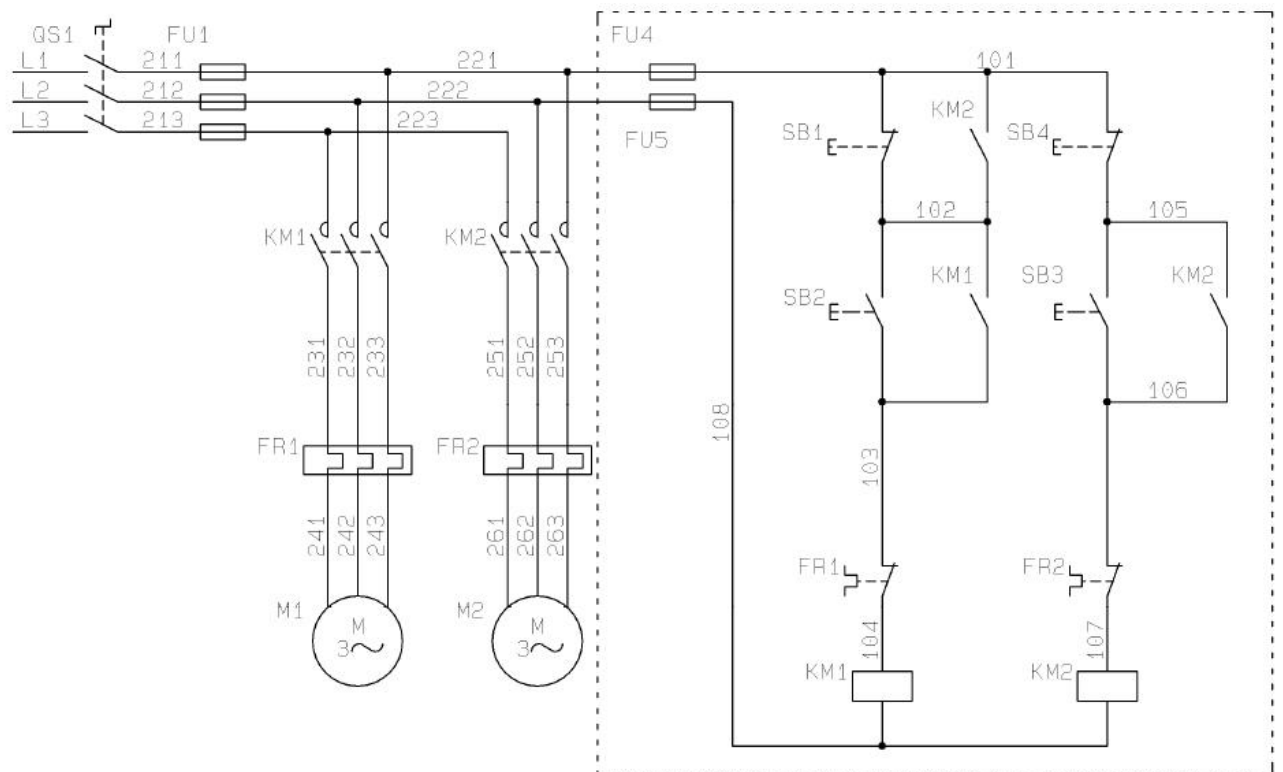 QS1 FU1 FU4
L1 211 221 101
L2 212 222
L3 213 223 FU5 SB1 KM2 SB4
102 105
KM1 KM2
SB2 KM1 SB3 KM2
231 232 233 251 252 253
106
108
FR1 FR2 103
241 242 243 261 262 263
FR1 FR2
M1 M M2 M 104 107
3 3
KM1 KM2